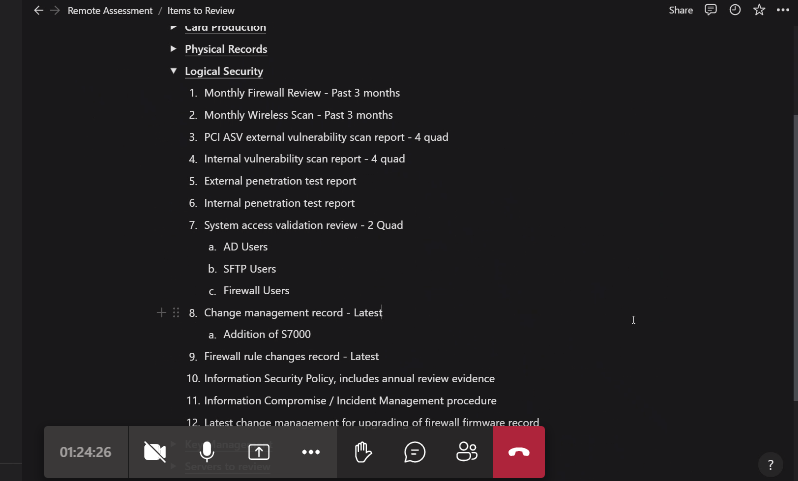 Remote Assessment / Items to Review
Share
Card Production
Physical Records
Logical Security
1. Monthly Firewall Review - Past 3 months
2. Monthly Wireless Scan - Past 3 months
3. PCI ASV external vulnerability scan report - 4 quad
4. Internal vulnerability scan report - 4 quad
5. External penetration test report
6. Internal penetration test report
7. System access validation review - 2 Quad
a. AD Users
b. SFTP Users
c. Firewall Users
8. Change management record - Latest
a. Addition of S7000
9. Firewall rule changes record - Latest
10. Information Security Policy, includes annual review evidence
11. Information Compromise / Incident Management procedure
12. Latest change management for upgrading of firewall firmware record
01:24:26
Servers to review
?